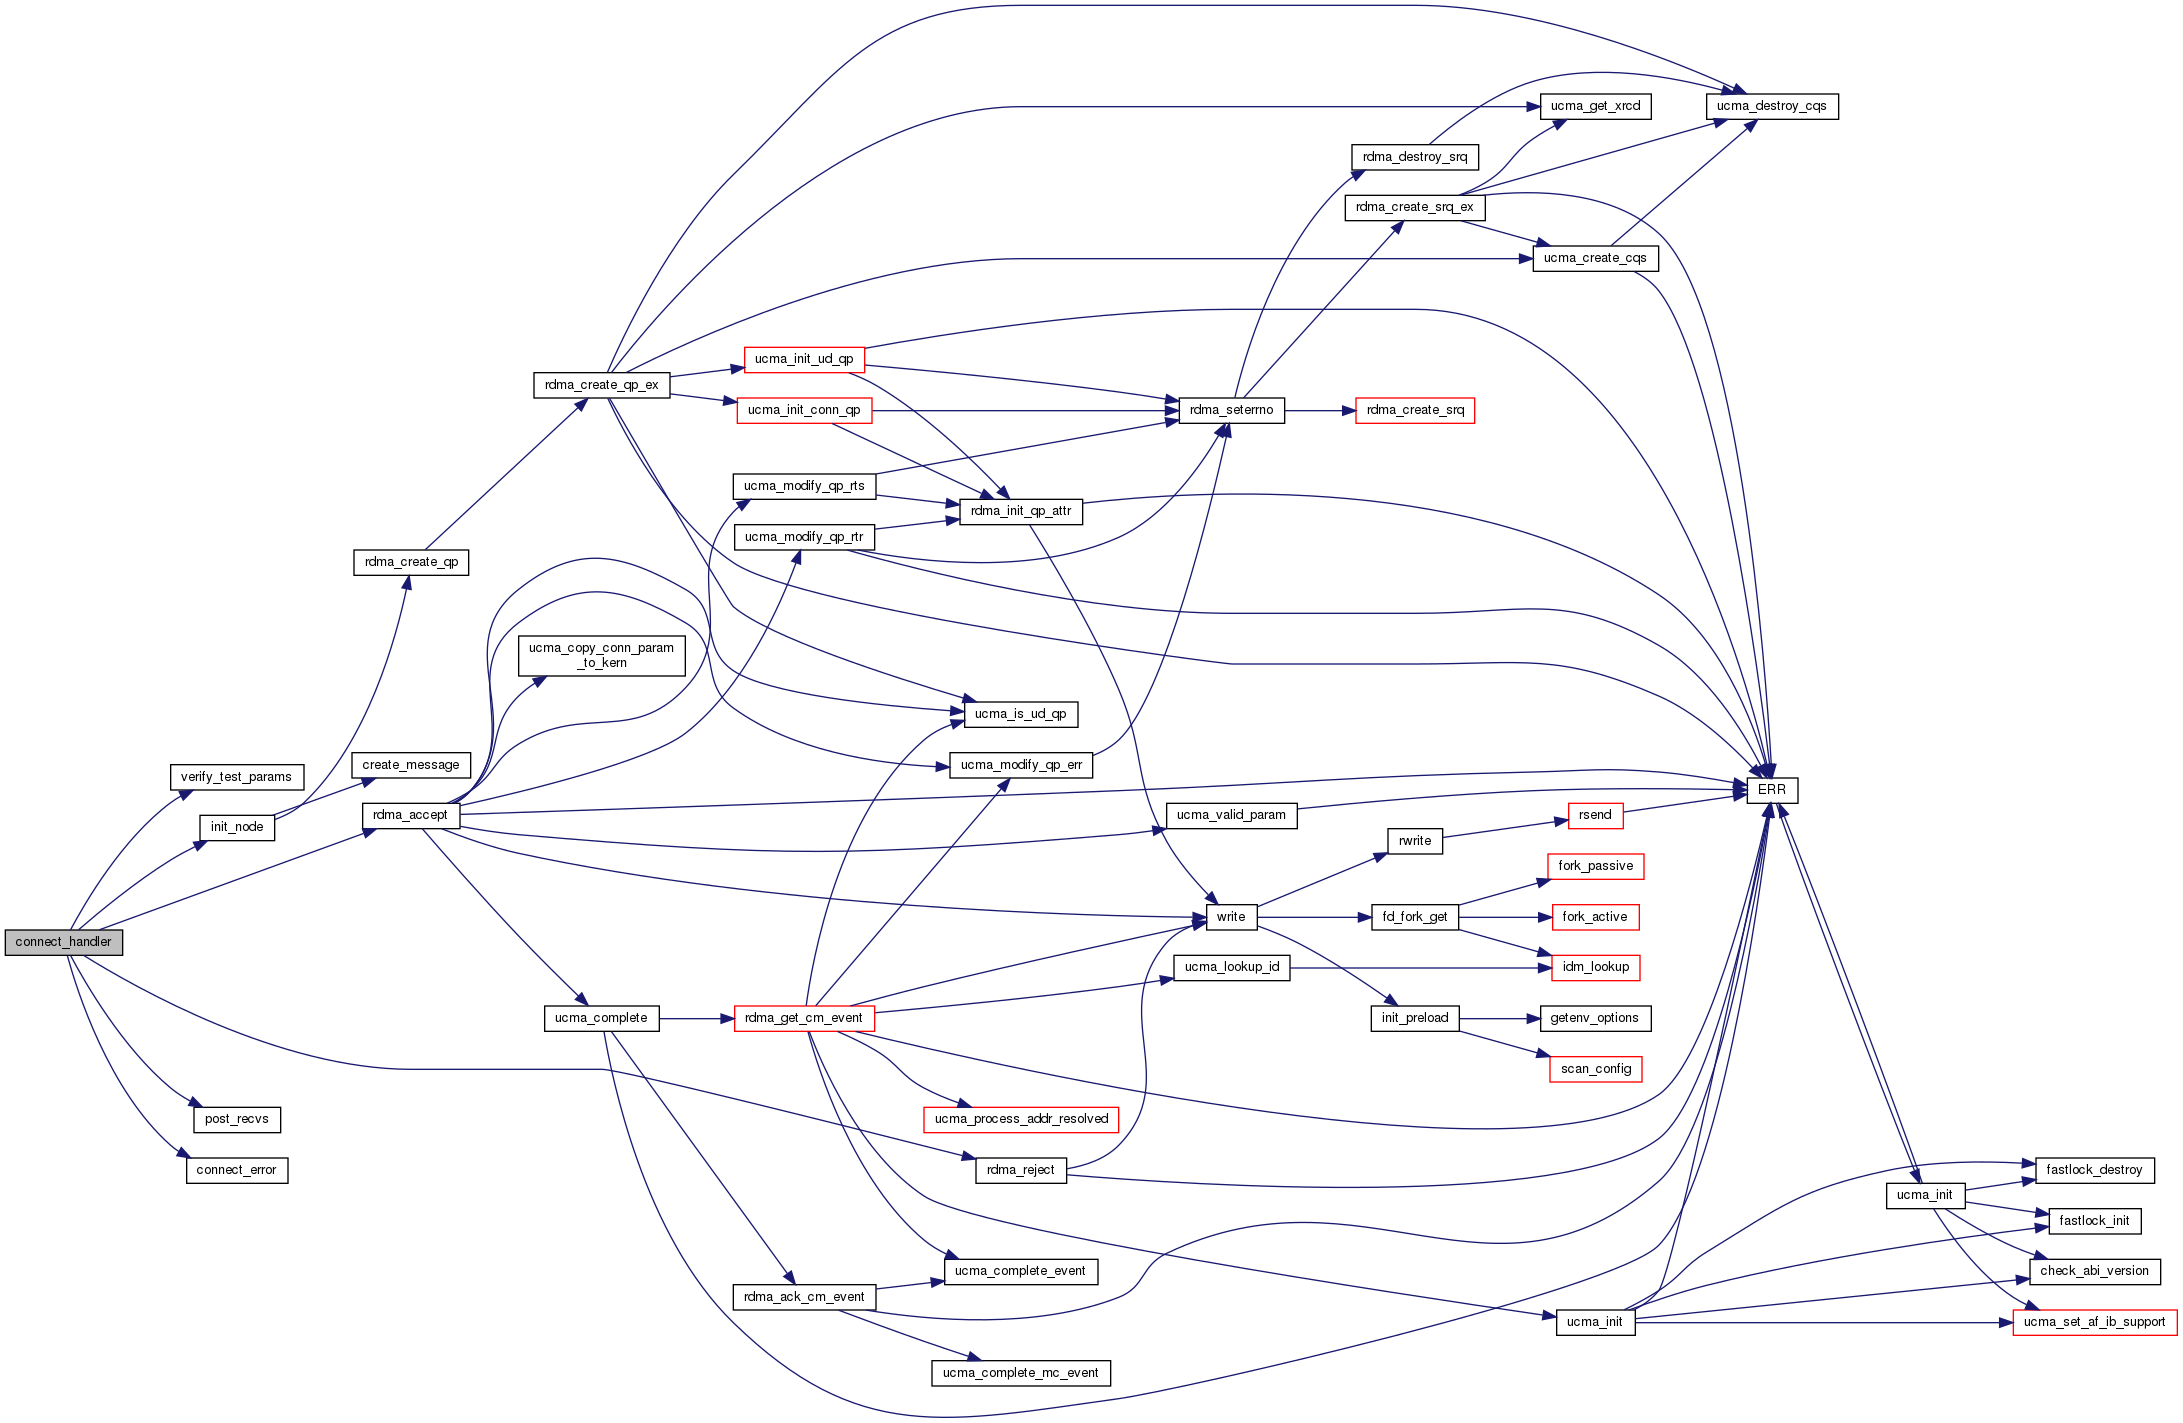 ucma_get_xrcd
ucma_destroy_cqs
rdma_destroy_srq
rdma_create_srq_ex
ucma_create_cqs
ucma_init_ud_qp
rdma_create_qp_ex
ucma_init_conn_qp
rdma_seterrno
rdma_create_srq
ucma_modify_qp_rts
rdma_init_qp_attr
ucma_modify_qp_rtr
rdma_create_qp
ucma_copy_conn_param
_to_kern
ucma_is_ud_qp
create_message
ucma_modify_qp_err
verify_test_params
ERR
rdma_accept
ucma_valid_param
rsend
init_node
rwrite
fork_passive
write
fd_fork_get
fork_active
connect_handler
ucma_lookup_id
idm_lookup
ucma_complete
rdma_get_cm_event
init_preload
getenv_options
scan_config
post_recvs
ucma_process_addr_resolved
connect_error
rdma_reject
fastlock_destroy
ucma_init
fastlock_init
ucma_complete_event
check_abi_version
rdma_ack_cm_event
ucma_init
ucma_set_af_ib_support
ucma_complete_mc_event